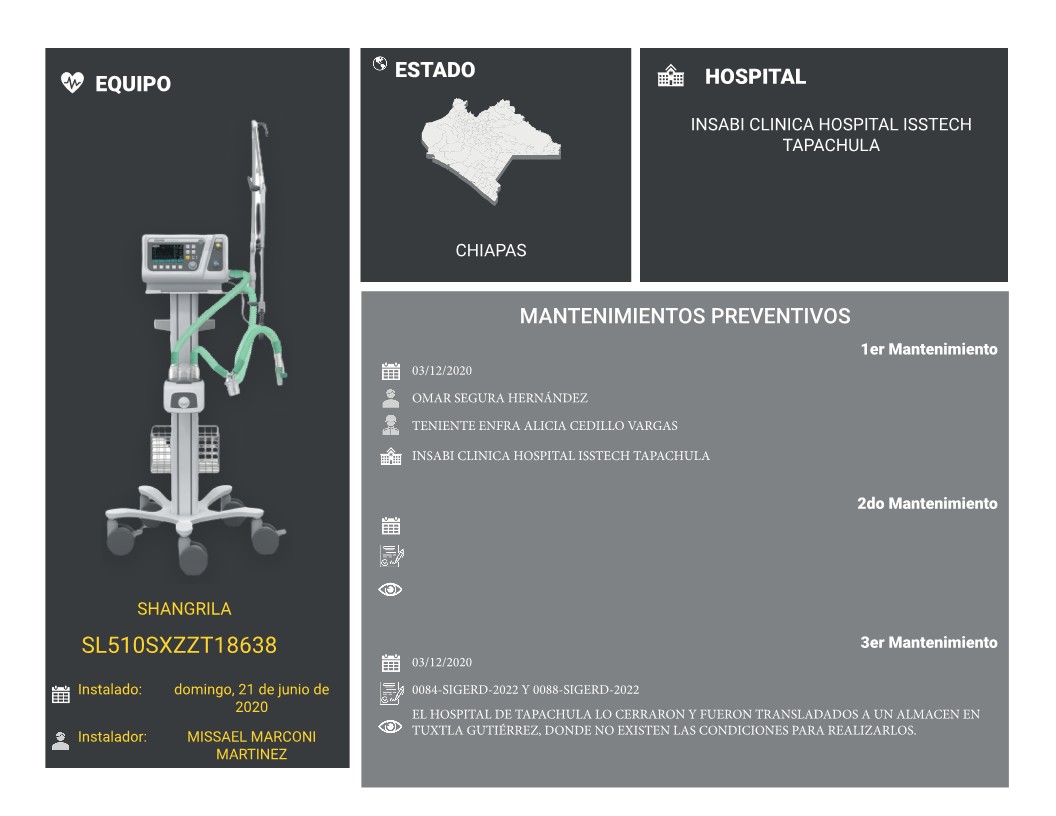 EQUIPO
SHANGRILA
SL510SXZZT18638
Instalado: domingo, 21 de junio de
2020
Instalador: MISSAEL MARCONI
MARTINEZ
ESTADO
CHIAPAS
HOSPITAL
INSABI CLINICA HOSPITAL ISSTECH
TAPACHULA
MANTENIMIENTOS PREVENTIVOS
1er Mantenimiento
03/12/2020
OMAR SEGURA HERNÁNDEZ
TENIENTE ENFRA ALICIA CEDILLO VARGAS
INSABI CLINICA HOSPITAL ISSTECH TAPACHULA
2do Mantenimiento
3er Mantenimiento
03/12/2020
0084-SIGERD-2022 Y 0088-SIGERD-2022
EL HOSPITAL DE TAPACHULA LO CERRARON Y FUERON TRANSLADADOS A UN ALMACEN EN
TUXTLA GUTIÉRREZ, DONDE NO EXISTEN LAS CONDICIONES PARA REALIZARLOS.